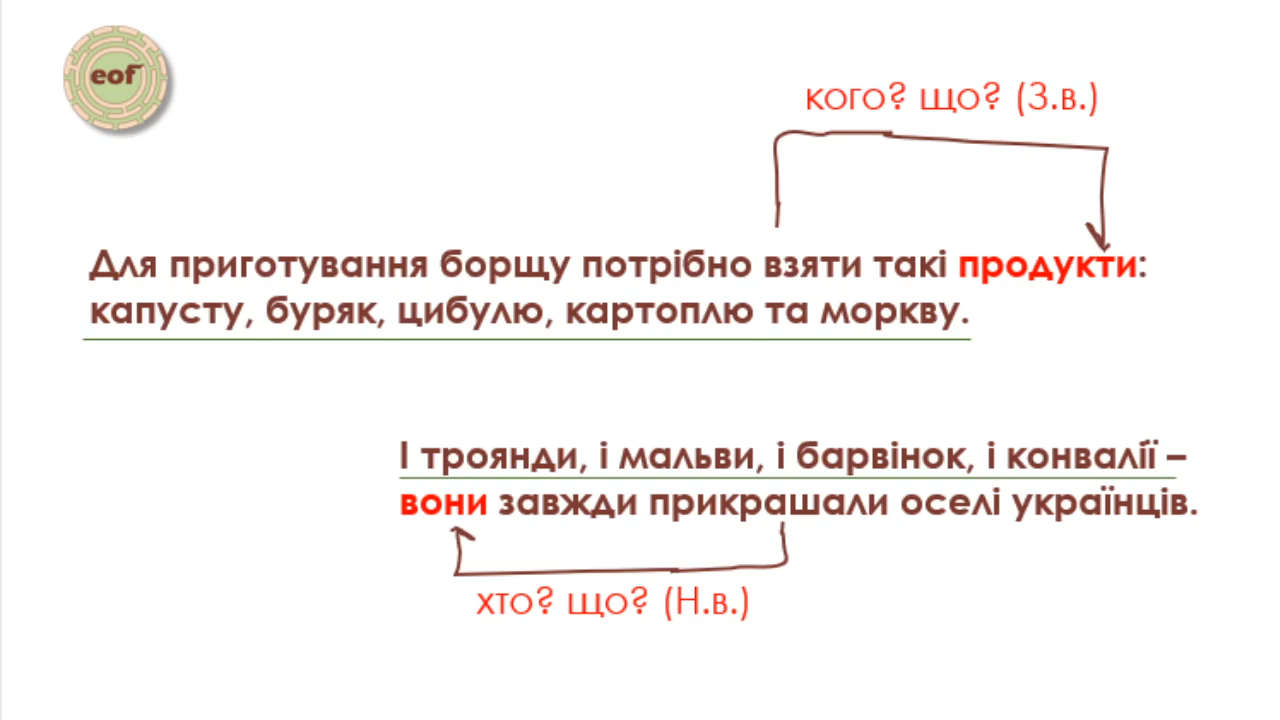 eof
кого? що? (З.в.)
Для приготування борщу потрібно взяти такі продукти:
капусту, буряк, цибулю, картоплю та моркву.
І троянди, і мальви, і барвінок, і конвалії –
вони завжди прикрашали оселі українців.
хто? що? (Н.в.)